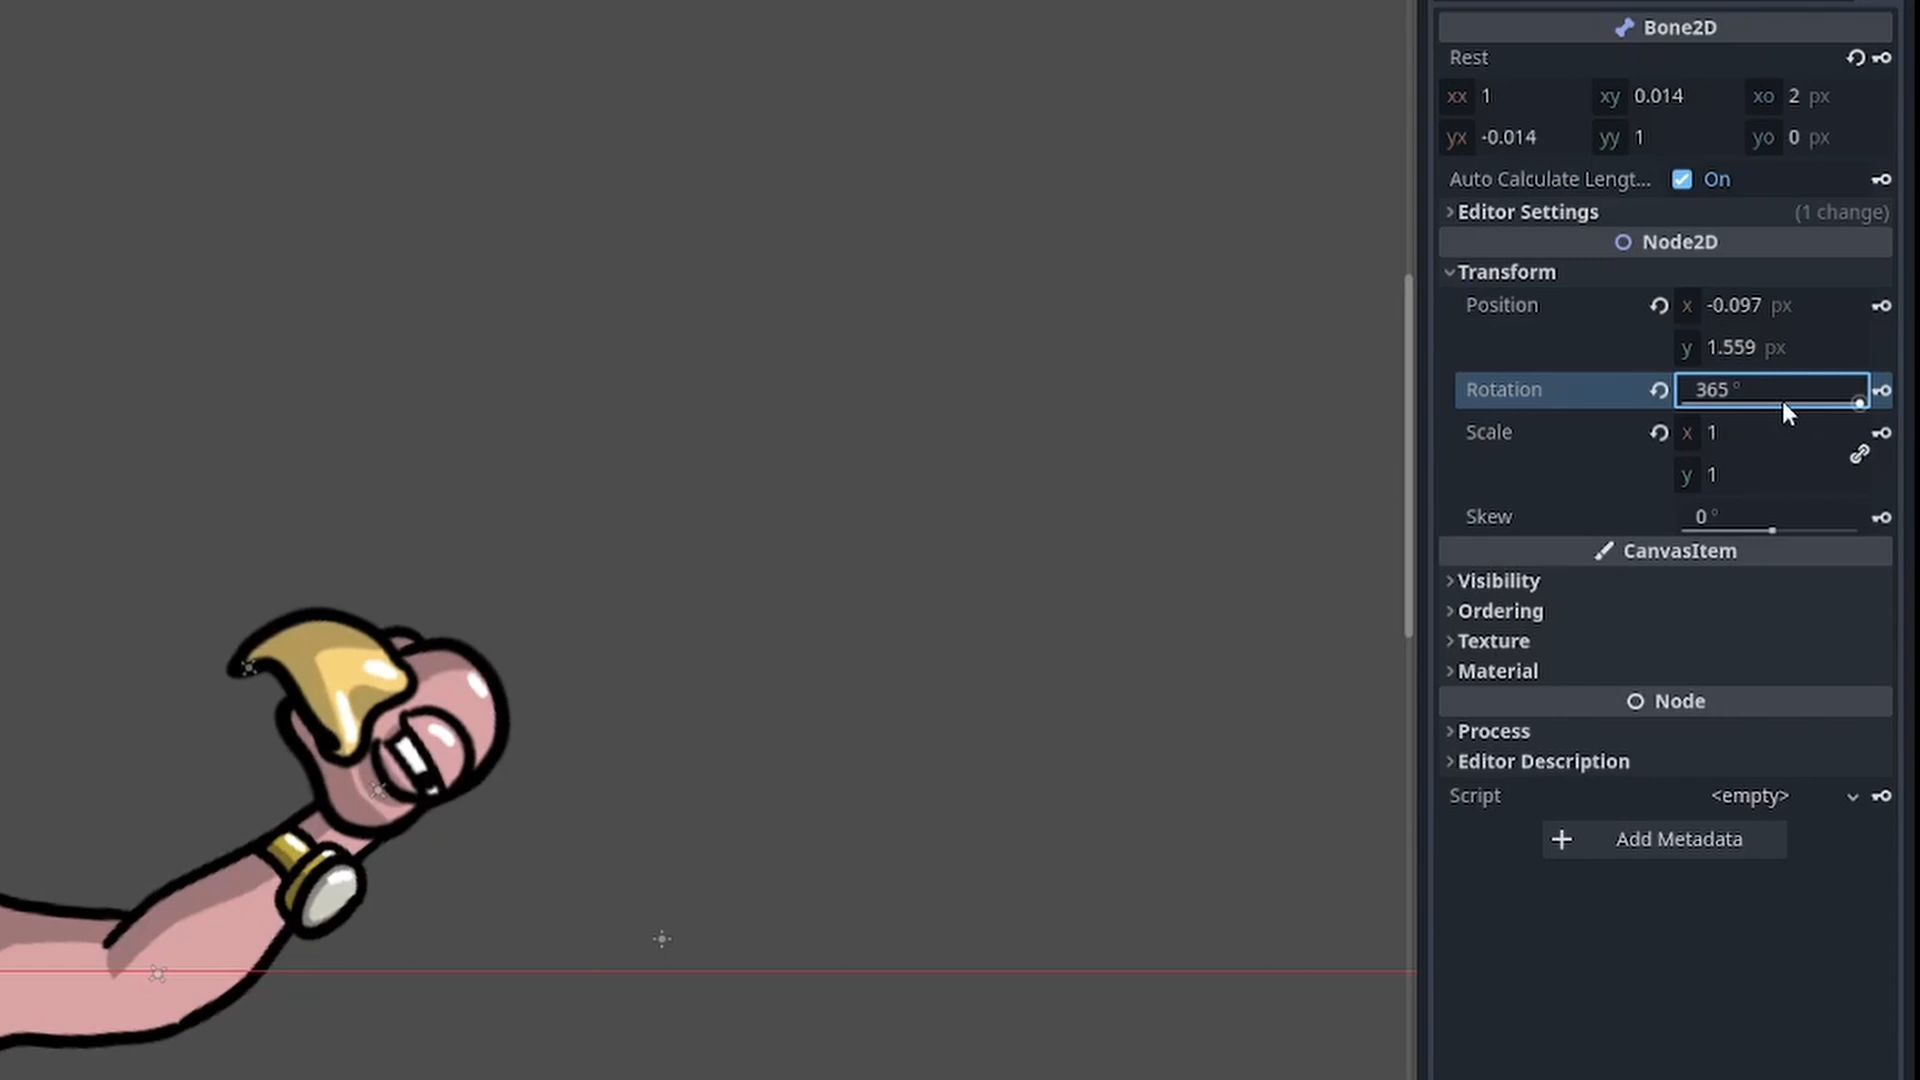 Bone2D
Rest
xx 1 xy 0.014 xo 2 px
yx -0.014 yy 1 yo 0 px
Auto Calculate Lengt... On
Editor Settings (1 change)
Node2D
Transform
Position x -0.097 px
y 1.559 px
Rotation 365 °
Scale x 1
y 1
Skew 0 °
CanvasItem
Visibility
Ordering
Texture
Material
Node
Process
Editor Description
Script <empty>
+ Add Metadata